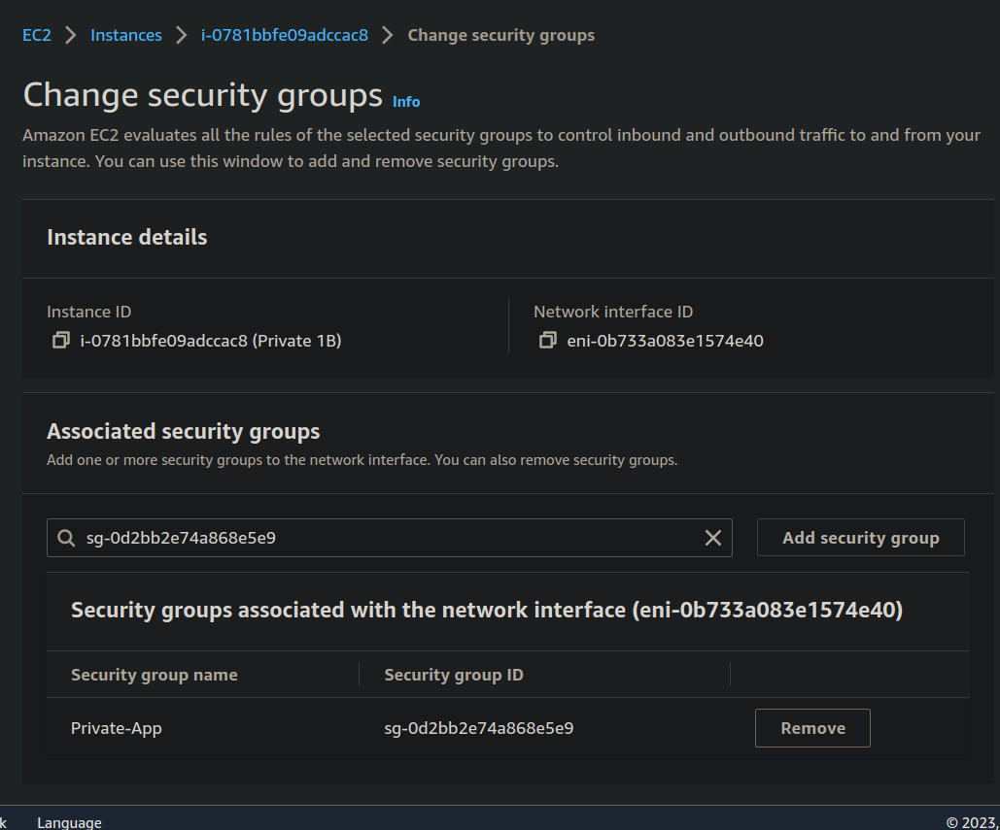 EC2 > Instances > i-0781bbfe09adccac8 > Change security groups
Change security groups Info
Amazon EC2 evaluates all the rules of the selected security groups to control inbound and outbound traffic to and from your
instance. You can use this window to add and remove security groups.
Instance details
Instance ID
i-0781bbfe09adccac8 (Private 1B)
Network interface ID
eni-0b733a083e1574e40
Associated security groups
Add one or more security groups to the network interface. You can also remove security groups.
sg-0d2bb2e74a868e5e9
Add security group
Security groups associated with the network interface (eni-0b733a083e1574e40)
Security group name Security group ID
Private-App sg-0d2bb2e74a868e5e9 Remove
k Language © 2023,